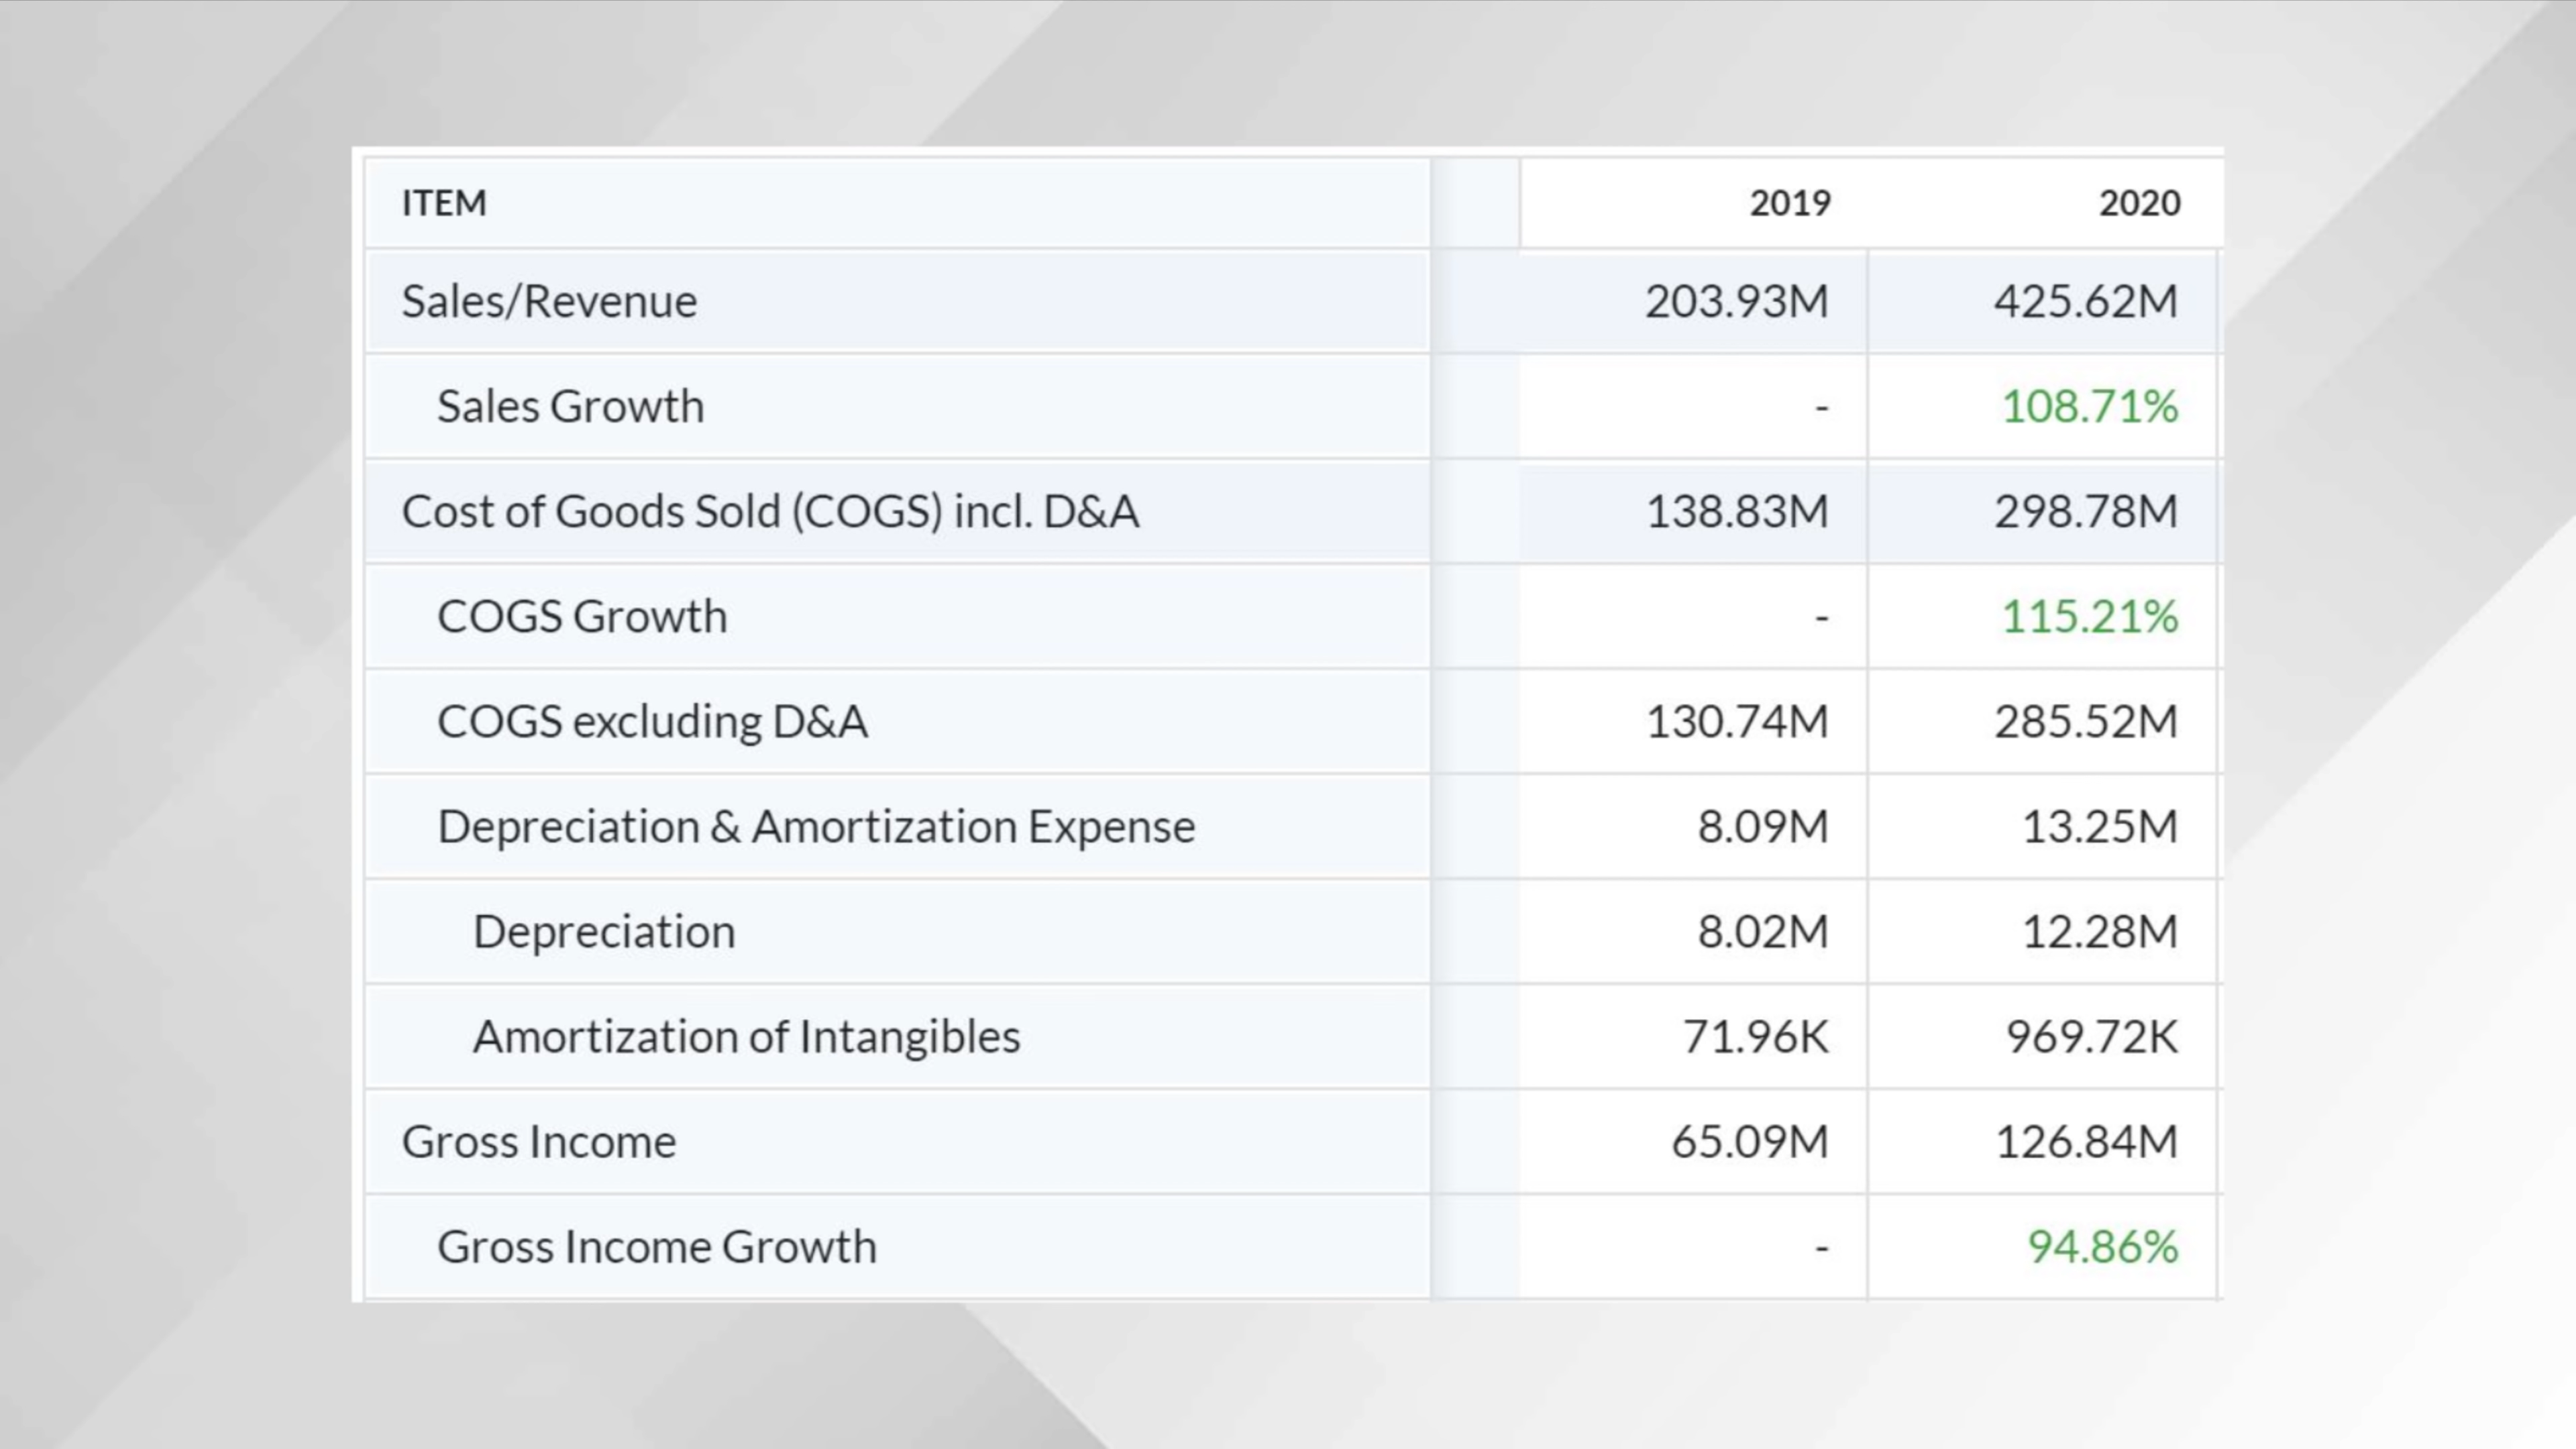 ITEM 2019 2020
Sales/Revenue 203.93M 425.62M
Sales Growth - 108.71%
Cost of Goods Sold (COGS) incl. D&A 138.83M 298.78M
COGS Growth - 115.21%
COGS excluding D&A 130.74M 285.52M
Depreciation & Amortization Expense 8.09M 13.25M
Depreciation 8.02M 12.28M
Amortization of Intangibles 71.96K 969.72K
Gross Income 65.09M 126.84M
Gross Income Growth - 94.86%